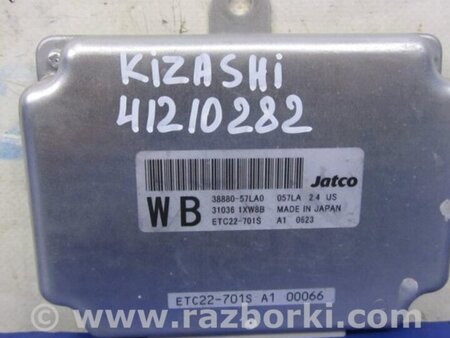 KiZASHi
41210282
Jatco
WB
38880-57LA0 057LA 2.4 US
31036 1XW8B MADE IN JAPAN
ETC22-701S A1 0623
ETC22-701S A1 00066
www.razborki.com